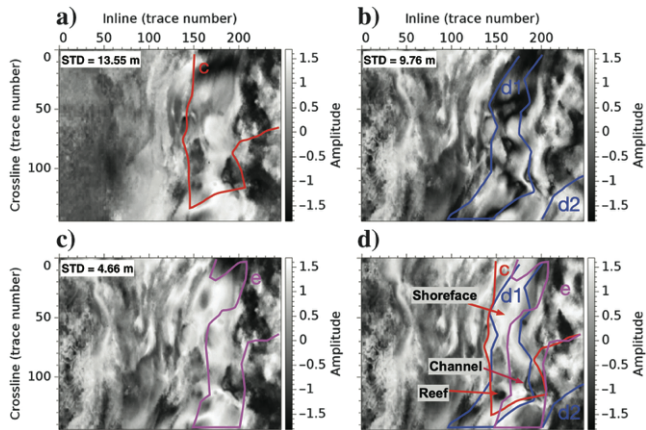 a)
Inline (trace number)
0 50 100 150 200
STD = 13.55 m
c
0
50
100
Crossline (trace number)
1.5
1
0.5
0
−0.5
−1
−1.5
Amplitude
b)
Inline (trace number)
0 50 100 150 200
STD = 9.76 m
d1
d2
1.5
1
0.5
0
−0.5
−1
−1.5
Amplitude
c)
STD = 4.66 m
e
0
50
100
Crossline (trace number)
1.5
1
0.5
0
−0.5
−1
−1.5
Amplitude
d)
c
d1
e
Shoreface
Channel
Reef
d2
1.5
1
0.5
0
−0.5
−1
−1.5
Amplitude